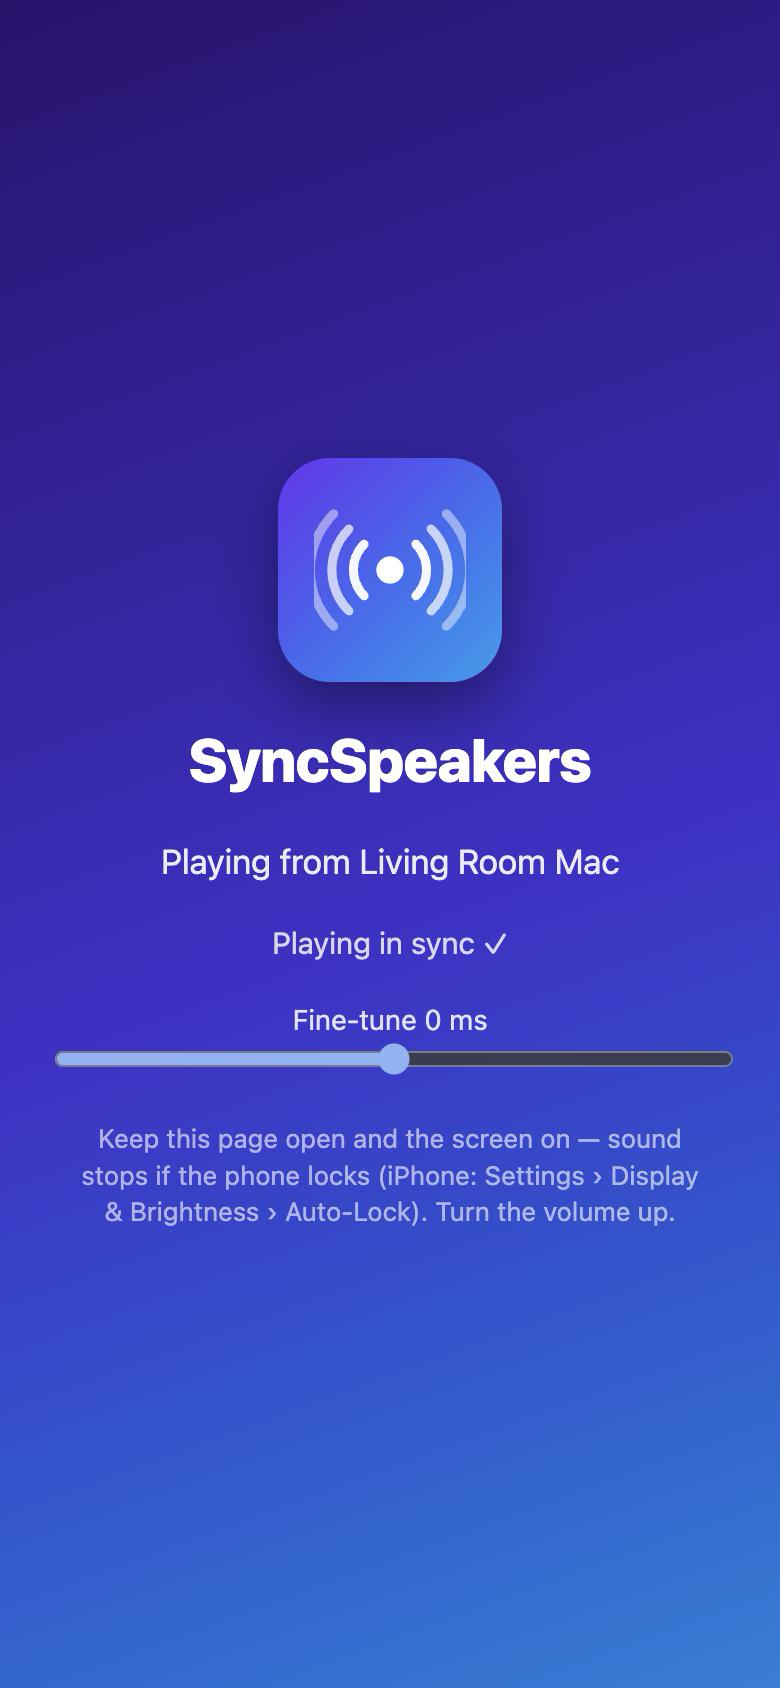 SyncSpeakers
Playing from Living Room Mac
Playing in sync ✓
Fine-tune 0 ms
Keep this page open and the screen on — sound
stops if the phone locks (iPhone: Settings › Display
& Brightness › Auto-Lock). Turn the volume up.